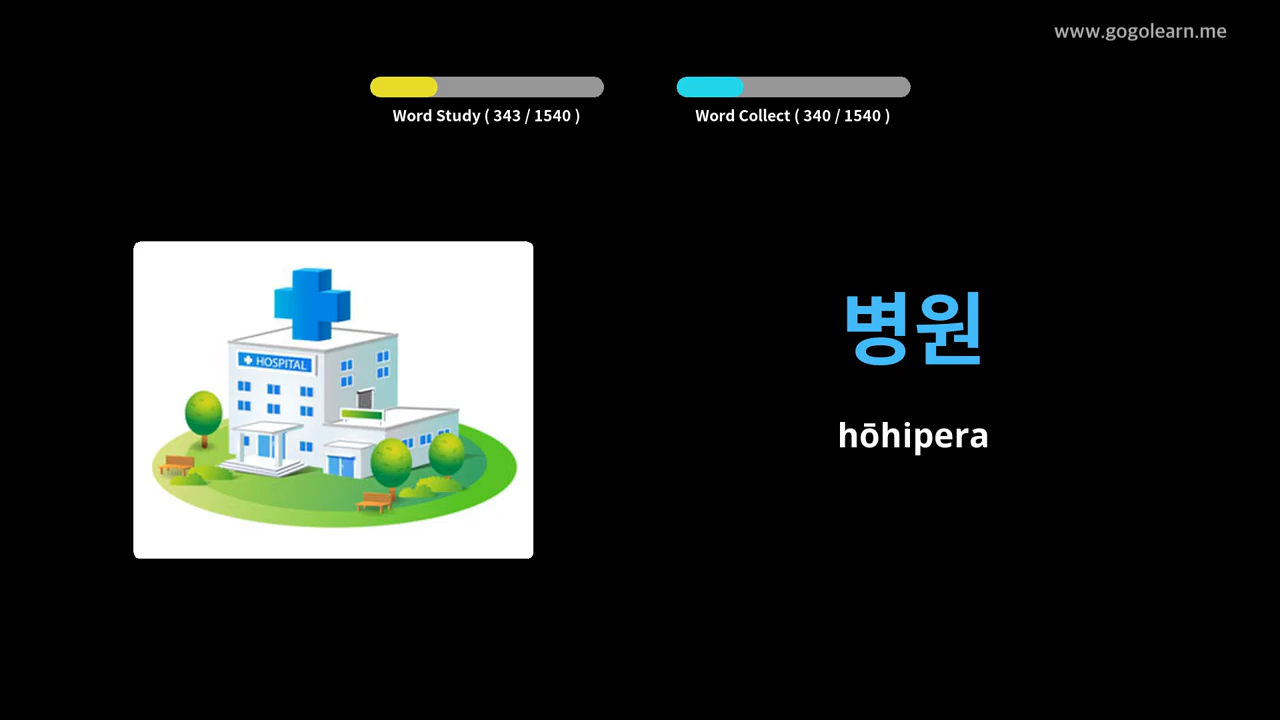 www.gogolearn.me
Word Study ( 343 / 1540 )
Word Collect ( 340 / 1540 )
HOSPITAL
병원
hōhipera